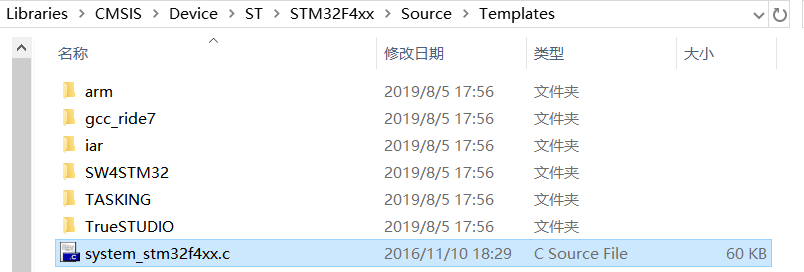 Libraries > CMSIS > Device > ST > STM32F4xx > Source > Templates
名称 修改日期 类型 大小
arm 2019/8/5 17:56 文件夹
gcc_ride7 2019/8/5 17:56 文件夹
iar 2019/8/5 17:56 文件夹
SW4STM32 2019/8/5 17:56 文件夹
TASKING 2019/8/5 17:56 文件夹
TrueSTUDIO 2019/8/5 17:56 文件夹
system_stm32f4xx.c 2016/11/10 18:29 C Source File 60 KB